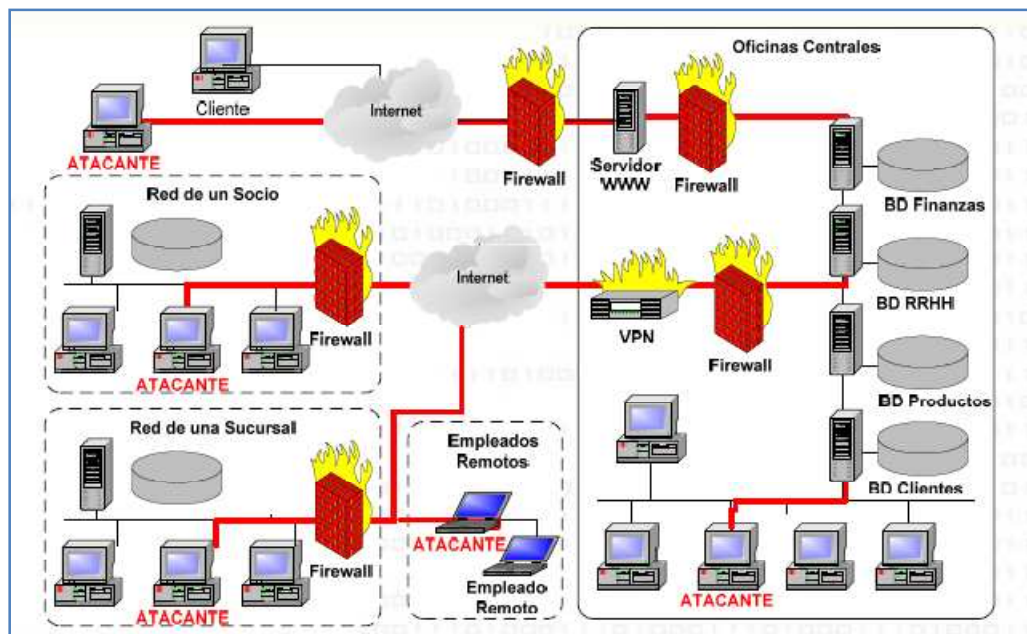 Oficinas Centrales
Cliente
Internet
ATACANTE
Firewall
Servidor
WWW
Firewall
BD Finanzas
Red de un Socio
Internet
Firewall
ATACANTE
VPN
Firewall
BD RRHH
BD Productos
BD Clientes
Red de una Sucursal
Firewall
ATACANTE
Empleados
Remotos
ATACANTE
Empleado
Remoto
ATACANTE